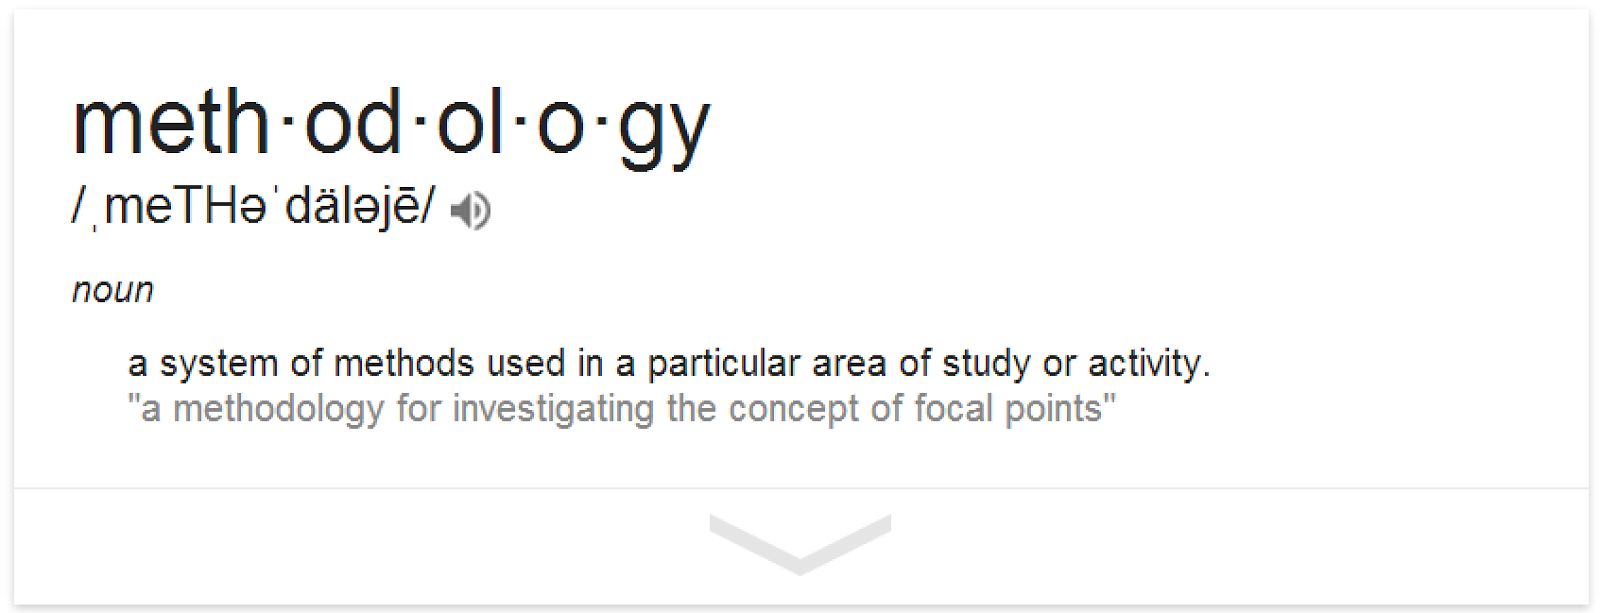 meth·od·ol·o·gy
/ˌmeTHəˈdäləjē/
noun
a system of methods used in a particular area of study or activity.
"a methodology for investigating the concept of focal points"